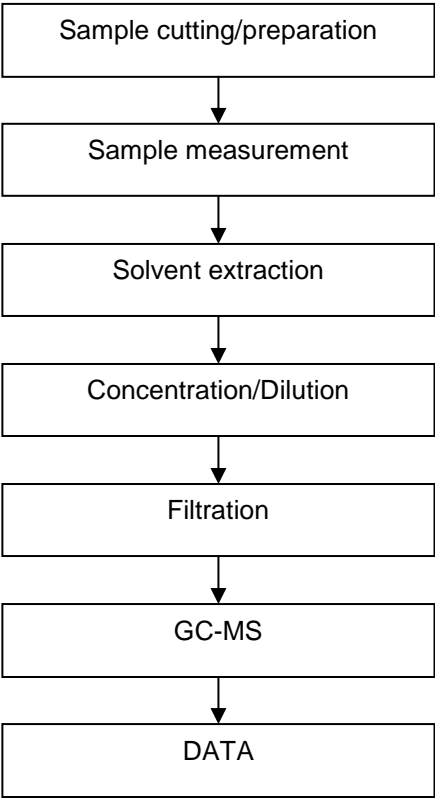 Sample cutting/preparation
Sample measurement
Solvent extraction
Concentration/Dilution
Filtration
GC-MS
DATA